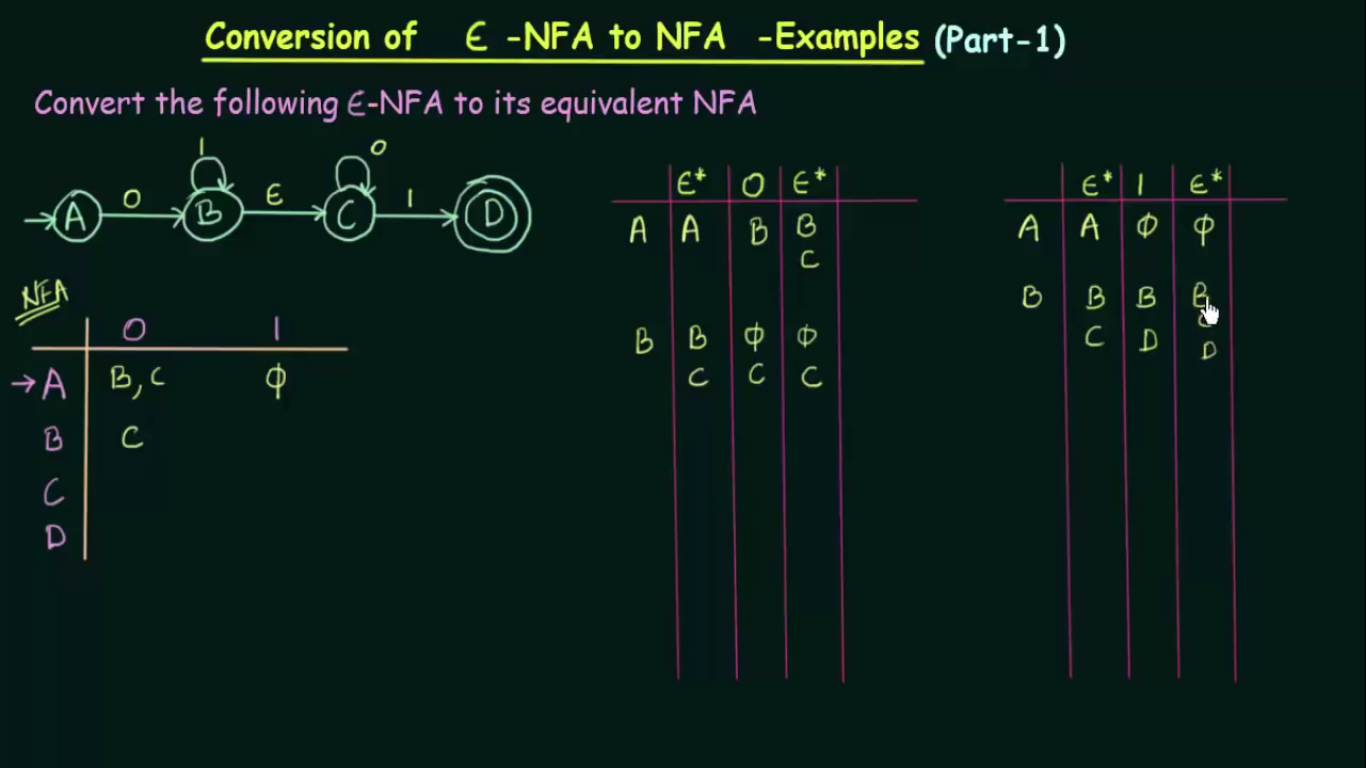 Conversion of ϵ -NFA to NFA -Examples (Part-1)
Convert the following ϵ-NFA to its equivalent NFA
1 0
A 0 B ϵ C 1 D
NFA
0 1
A B, C ϕ
B C
C
D
ϵ* 0 ϵ*
A A B B
C
B B ϕ ϕ
C C C
ϵ* 1 ϵ*
A A ϕ ϕ
B B B B
C D C
D